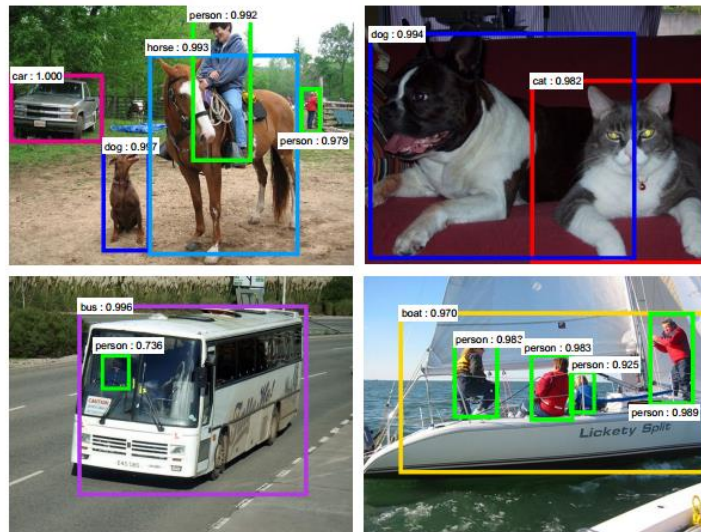 person : 0.992
horse : 0.993
car : 1.000
person : 0.979
dog : 0.997
dog : 0.994
cat : 0.982
bus : 0.996
person : 0.736
CAUTION
boat : 0.970
person : 0.983
person : 0.983
person : 0.925
person : 0.989
Lickety Split